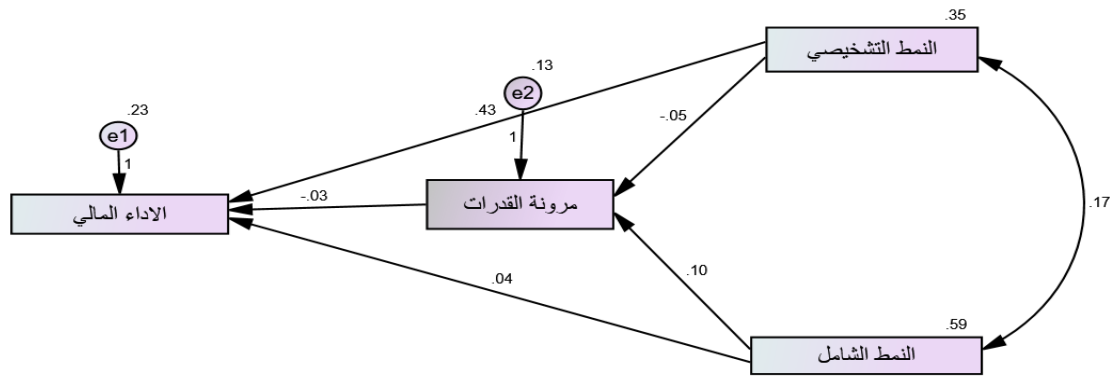 .35
النمط التشخيصي
.13
e2
.23
e1
.43
-.05
1
1
مرونة القدرات
-.03
الاداء المالي
.17
.10
.04
.59
النمط الشامل